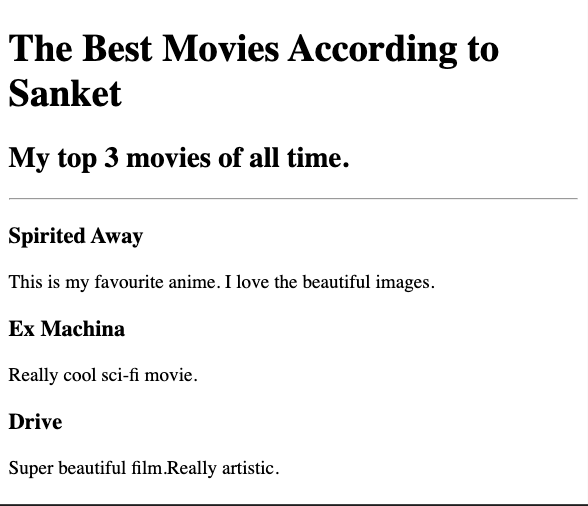 The Best Movies According to
Sanket
My top 3 movies of all time.
Spirited Away
This is my favourite anime. I love the beautiful images.
Ex Machina
Really cool sci-fi movie.
Drive
Super beautiful film.Really artistic.